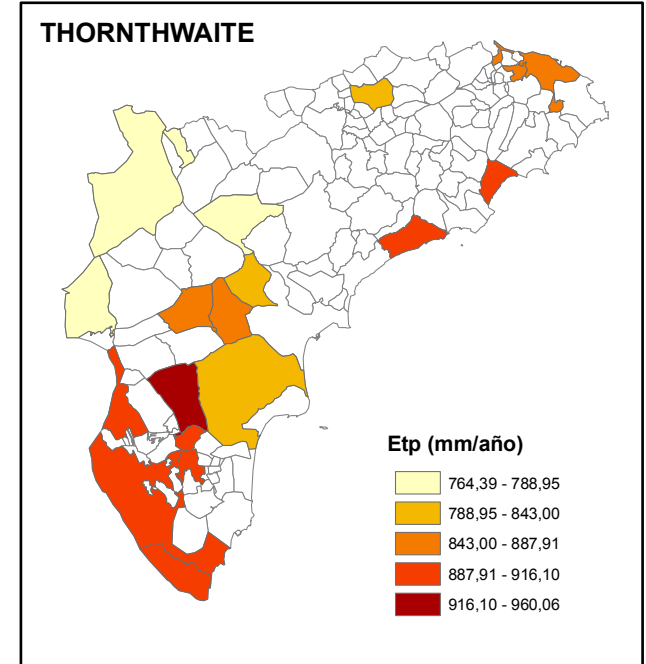 THORNTHWAITE
Etp (mm/año)
764,39 - 788,95
788,95 - 843,00
843,00 - 887,91
887,91 - 916,10
916,10 - 960,06